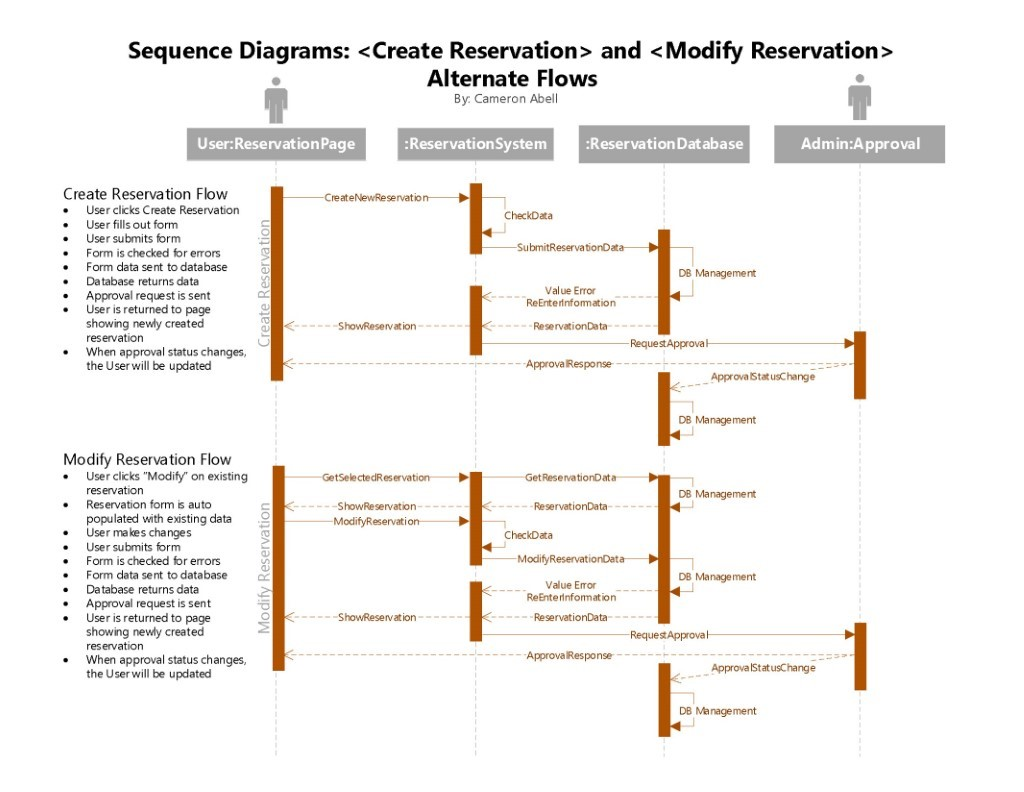 Sequence Diagrams: <Create Reservation> and <Modify Reservation>
Alternate Flows
By: Cameron Abell
User:ReservationPage
:ReservationSystem
:ReservationDatabase
Admin:Approval
Create Reservation Flow
• User clicks Create Reservation
• User fills out form
• User submits form
• Form is checked for errors
• Form data sent to database
• Database returns data
• Approval request is sent
• User is returned to page
showing newly created
reservation
• When approval status changes,
the User will be updated
Create Reservation
CreateNewReservation
CheckData
SubmitReservationData
DB Management
Value Error
ReEnterInformation
ShowReservation
ReservationData
RequestApproval
ApprovalResponse
ApprovalStatusChange
DB Management
Modify Reservation Flow
• User clicks "Modify" on existing
reservation
• Reservation form is auto
populated with existing data
• User makes changes
• User submits form
• Form is checked for errors
• Form data sent to database
• Database returns data
• Approval request is sent
• User is returned to page
showing newly created
reservation
• When approval status changes,
the User will be updated
Modify Reservation
GetSelectedReservation
GetReservationData
DB Management
ShowReservation
ReservationData
ModifyReservation
CheckData
ModifyReservationData
DB Management
Value Error
ReEnterInformation
ShowReservation
ReservationData
RequestApproval
ApprovalResponse
ApprovalStatusChange
DB Management